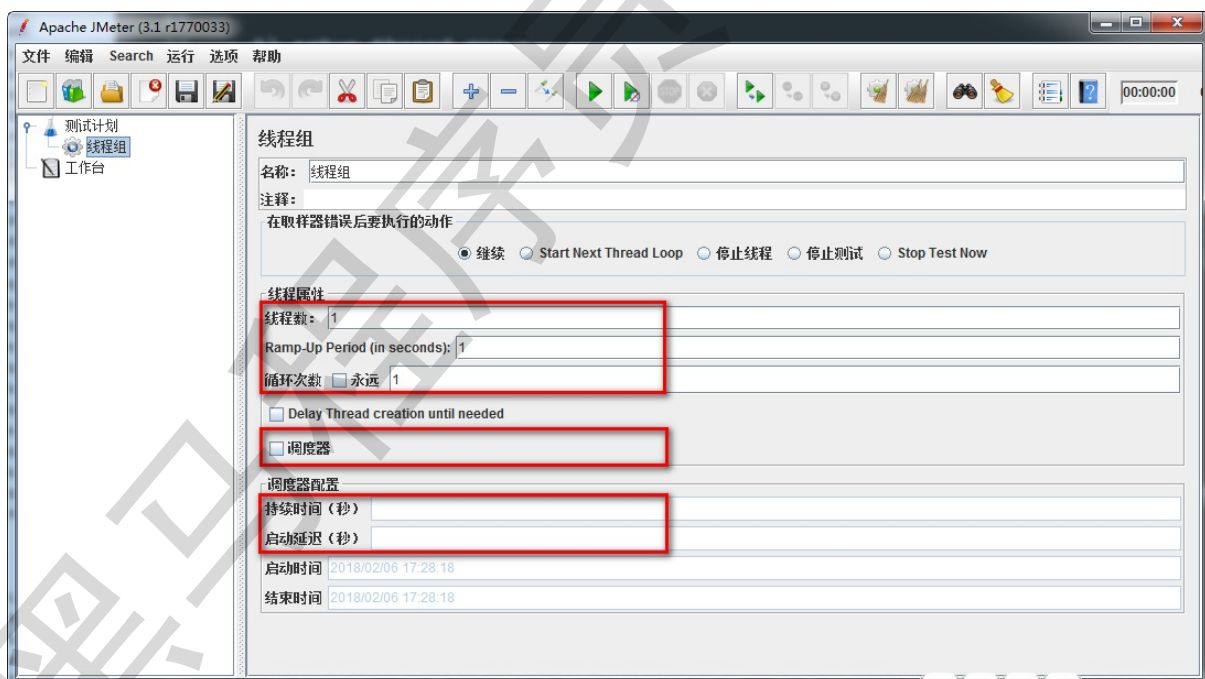 Apache JMeter (3.1 r1770033)
文件 编辑 Search 运行 选项 帮助
STOP
00:00:00
测试计划
线程组
工作台
线程组
名称： 线程组
注释：
在取样器错误后要执行的动作
继续 Start Next Thread Loop 停止线程 停止测试 Stop Test Now
线程属性
线程数： 1
Ramp-Up Period (in seconds): 1
循环次数 永远 1
Delay Thread creation until needed
调度器
调度器配置
持续时间（秒）
启动延迟（秒）
启动时间 2018/02/06 17:28:18
结束时间 2018/02/06 17:28:18
黑马程序员